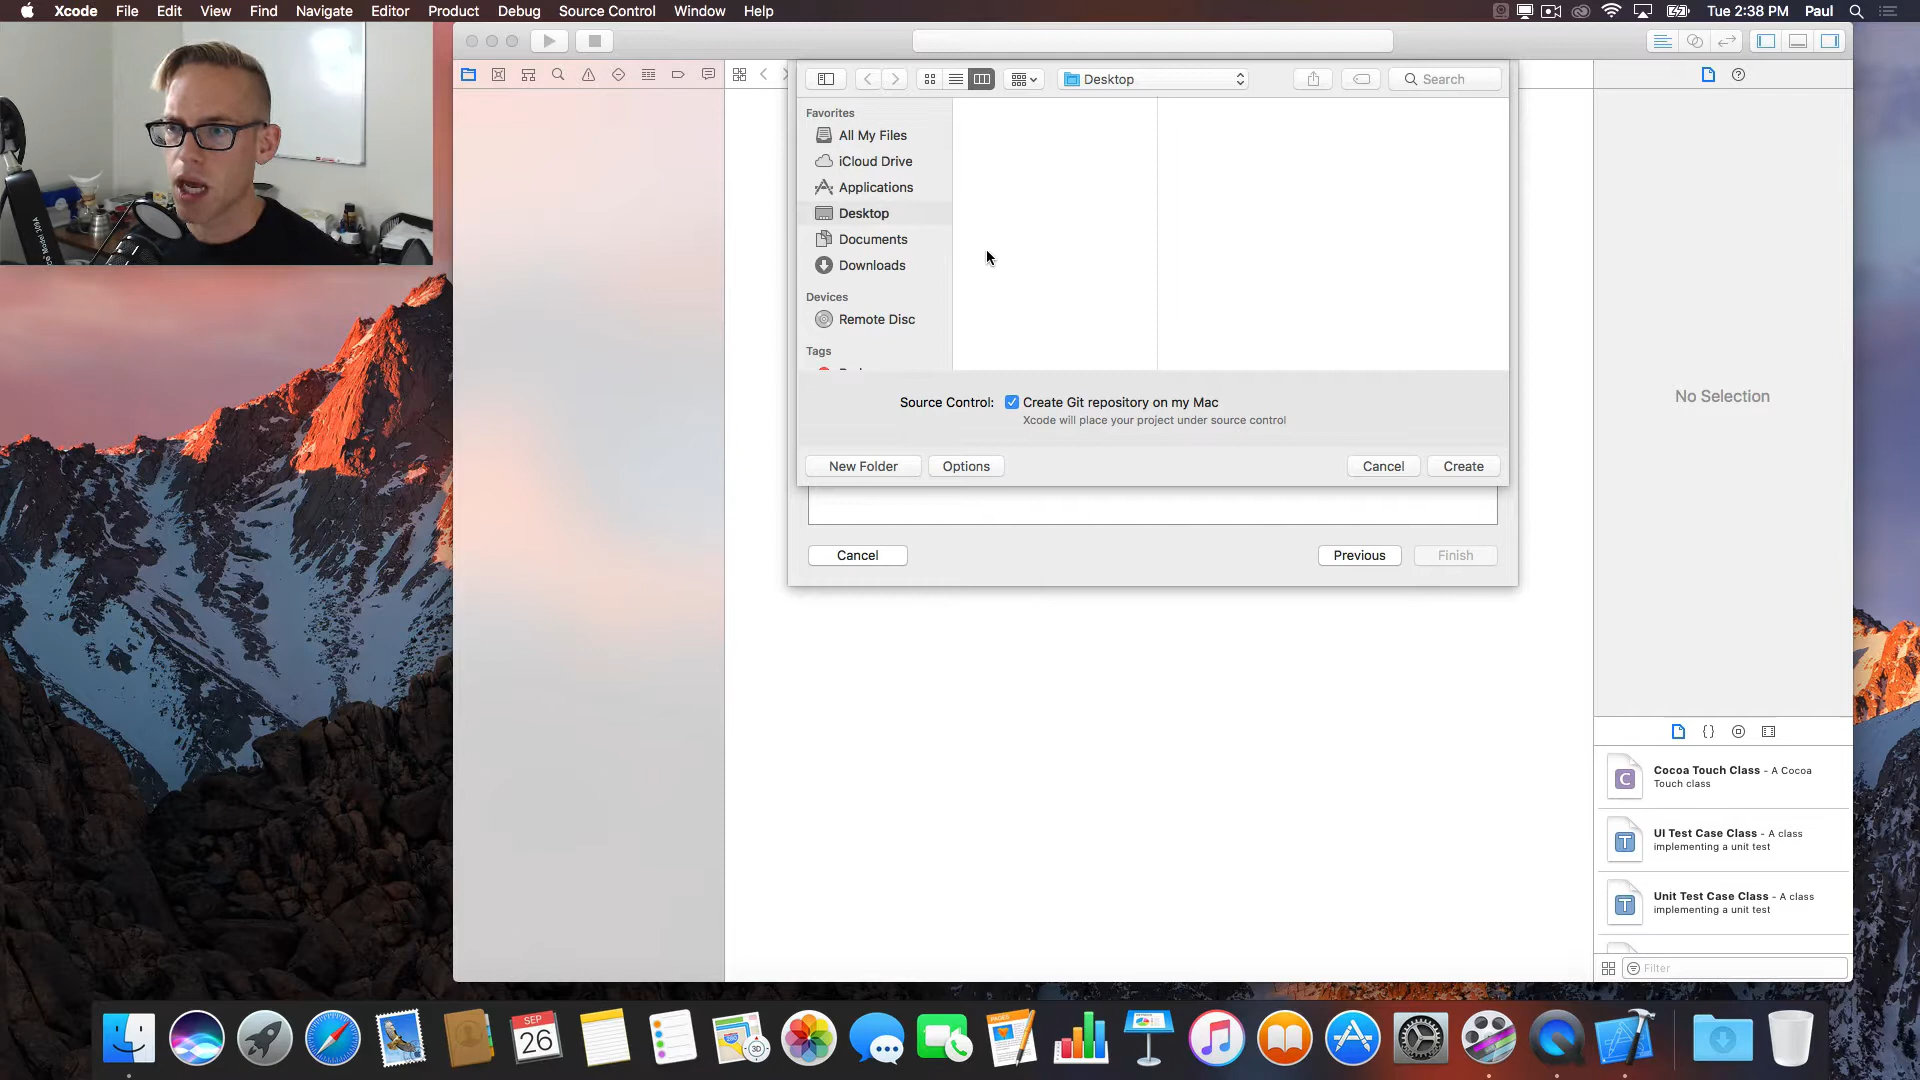 Xcode File Edit View Find Navigate Editor Product Debug Source Control Window Help Tue 2:38 PM Paul
Desktop
Search
Favorites
All My Files
iCloud Drive
Applications
Desktop
Documents
Downloads
Devices
Remote Disc
Tags
Source Control: Create Git repository on my Mac
Xcode will place your project under source control
New Folder Options Cancel Create
Cancel Previous Finish
No Selection
Cocoa Touch Class - A Cocoa
Touch class
UI Test Case Class - A class
implementing a unit test
Unit Test Case Class - A class
implementing a unit test
Filter
SEP
26